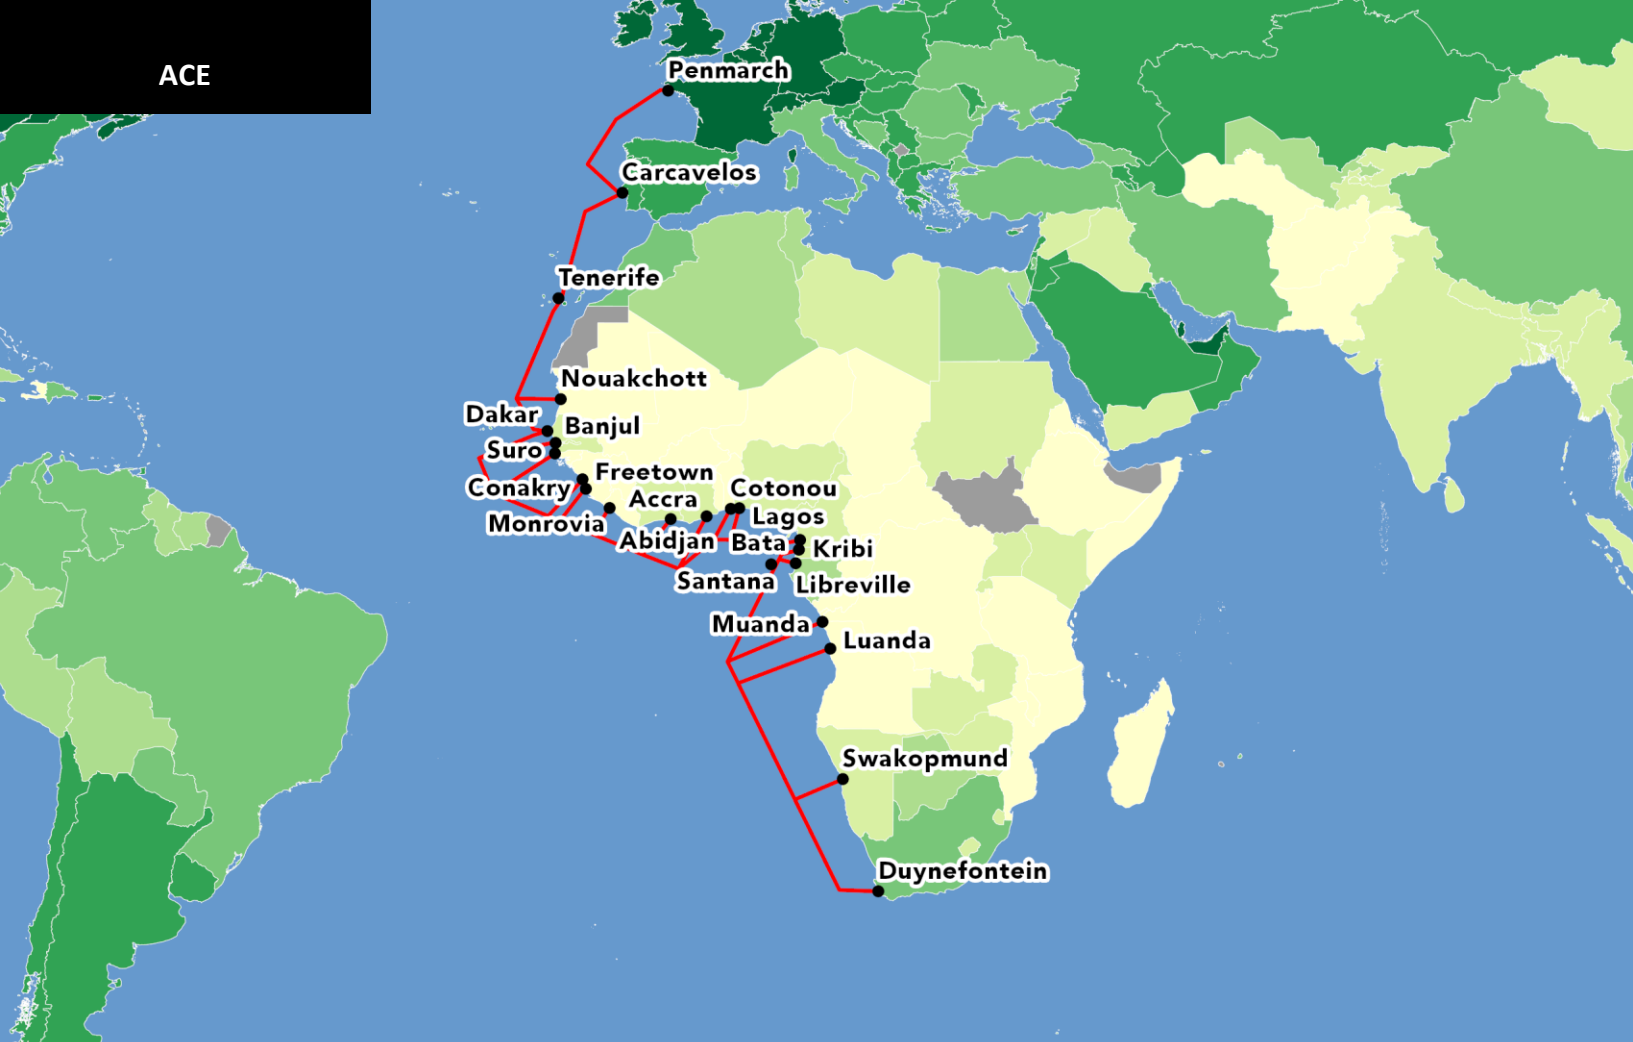 ACE
Penmarch
Carcavelos
Tenerife
Nouakchott
Dakar
Banjul
Suro
Freetown
Conakry
Accra
Cotonou
Monrovia
Lagos
Abidjan
Bata
Kribi
Santana
Libreville
Muanda
Luanda
Swakopmund
Duynefontein